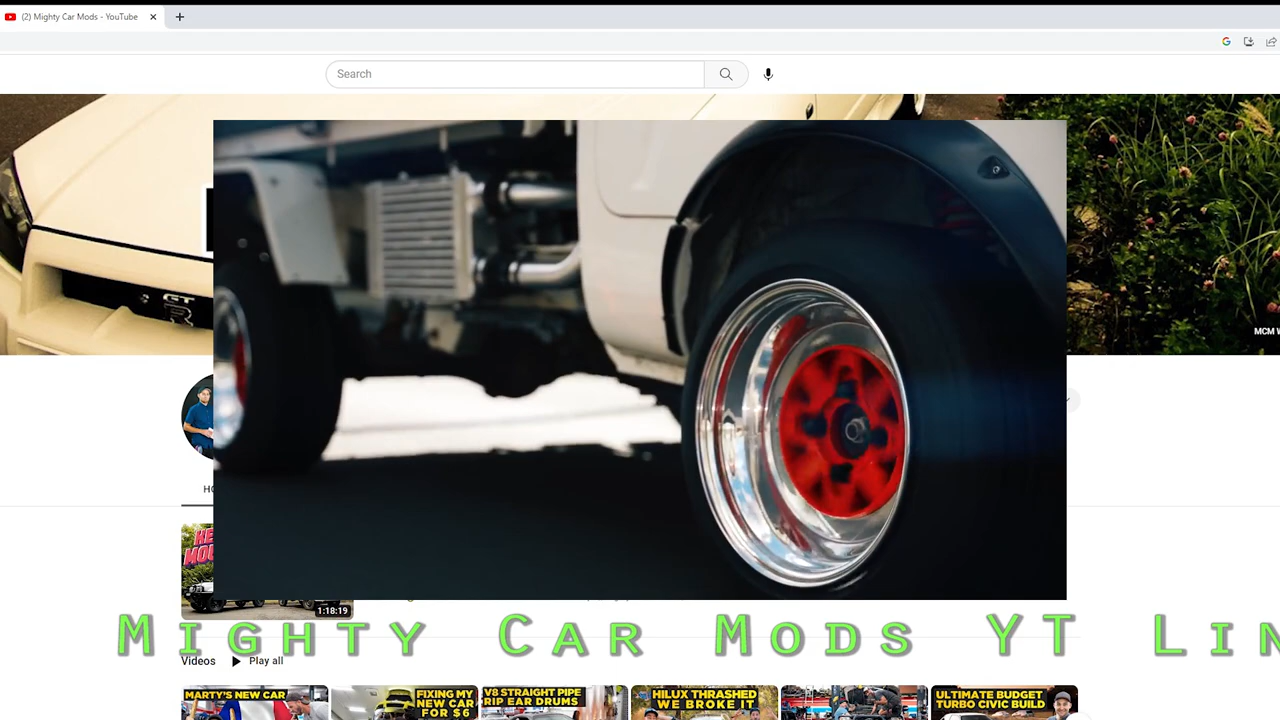 (2) Mighty Car Mods - YouTube
Search
GT
R
MCM W
HO
1:18:19
MIGHTY CAR MODS YT LIN
Videos Play all
MARTY'S NEW CAR
FIXING MY
NEW CAR
FOR $6
V8 STRAIGHT PIPE
RIP EAR DRUMS
HILUX THRASHED
WE BROKE IT
ULTIMATE BUDGET
TURBO CIVIC BUILD